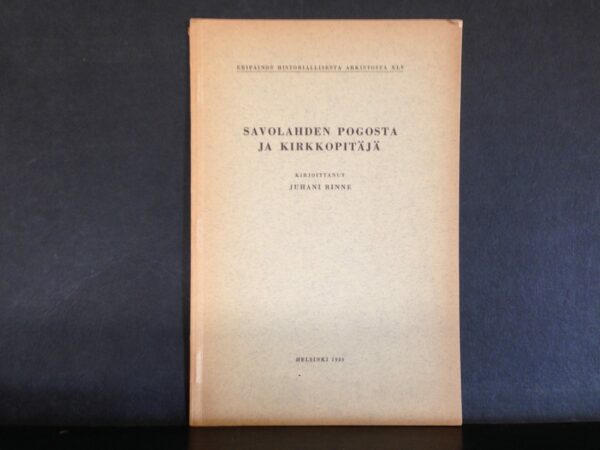 ERIPAINOS HISTORIALLISESTA ARKISTOSTA XLV
SAVOLAHDEN POGOSTA
JA KIRKKOPITÄJÄ
KIRJOITTANUT
JUHANI RINNE
HELSINKI